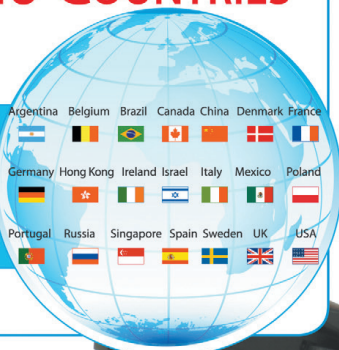 COUNTRIES
Argentina Belgium Brazil Canada China Denmark France
Germany Hong Kong Ireland Israel Italy Mexico Poland
Portugal Russia Singapore Spain Sweden UK USA